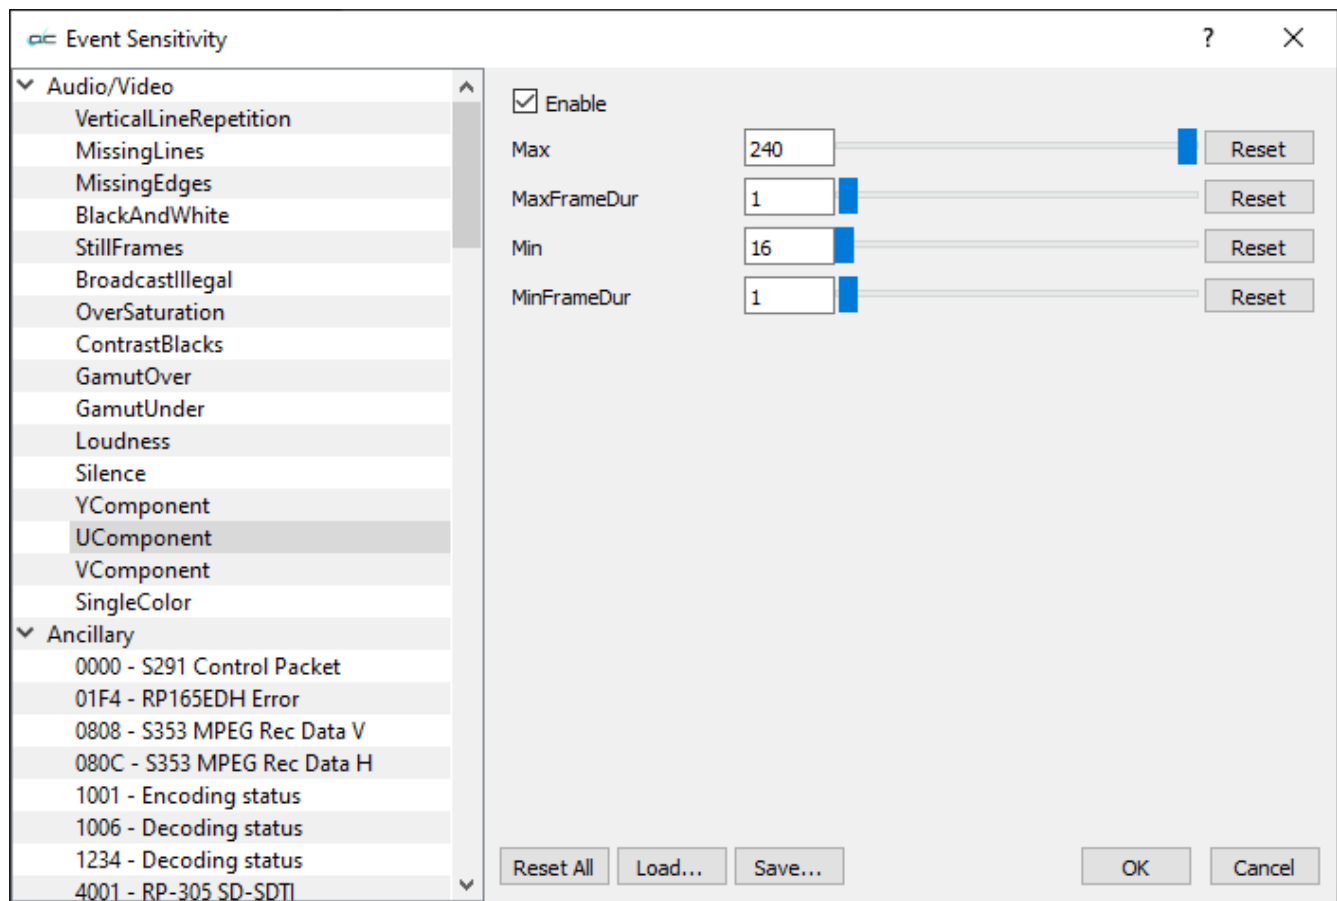 Event Sensitivity
?
Audio/Video
VerticalLineRepetition
MissingLines
MissingEdges
BlackAndWhite
StillFrames
BroadcastIllegal
OverSaturation
ContrastBlacks
GamutOver
GamutUnder
Loudness
Silence
YComponent
UComponent
VComponent
SingleColor
Ancillary
0000 - S291 Control Packet
01F4 - RP165EDH Error
0808 - S353 MPEG Rec Data V
080C - S353 MPEG Rec Data H
1001 - Encoding status
1006 - Decoding status
1234 - Decoding status
4001 - RP-305 SD-SDTI
Enable
Max 240 Reset
MaxFrameDur 1 Reset
Min 16 Reset
MinFrameDur 1 Reset
Reset All Load... Save... OK Cancel